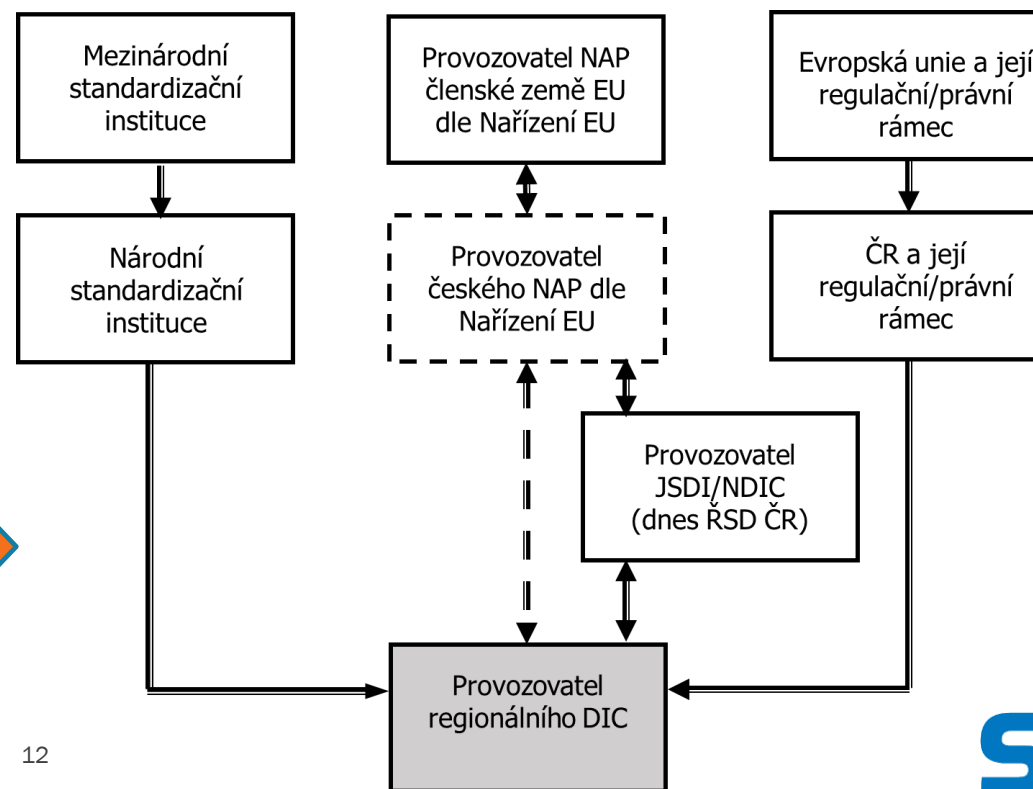 Mezinárodní
standardizační
instituce
Provozovatel NAP
členské země EU
dle Nařízení EU
Evropská unie a její
regulační/právní
rámec
Národní
standardizační
instituce
Provozovatel
českého NAP dle
Nařízení EU
ČR a její
regulační/právní
rámec
Provozovatel
JSDI/NDIC
(dnes ŘSD ČR)
Provozovatel
regionálního DIC
12